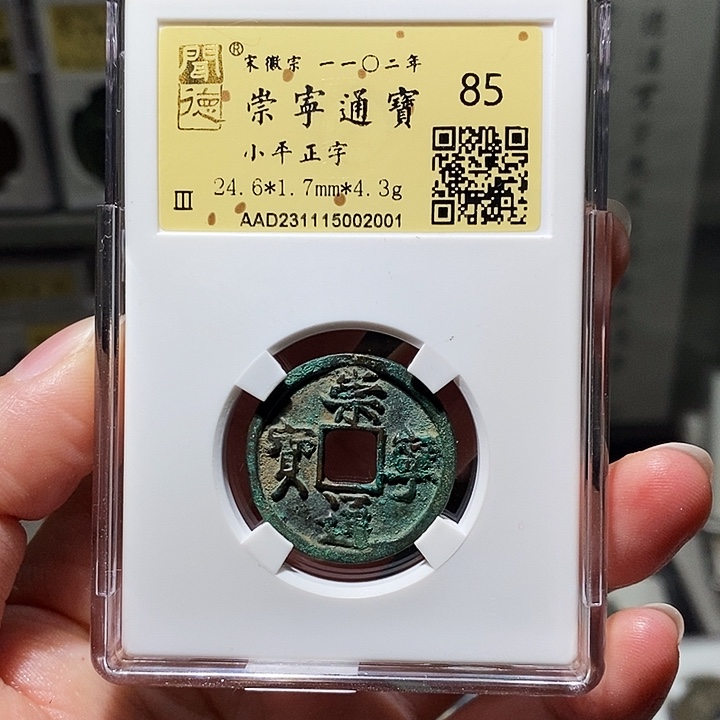 聞德®
宋徽宗 一一〇二年
崇寧通寶
85
小平正字
III
24.6*1.7mm*4.3g
AAD231115002001
崇寧通寶